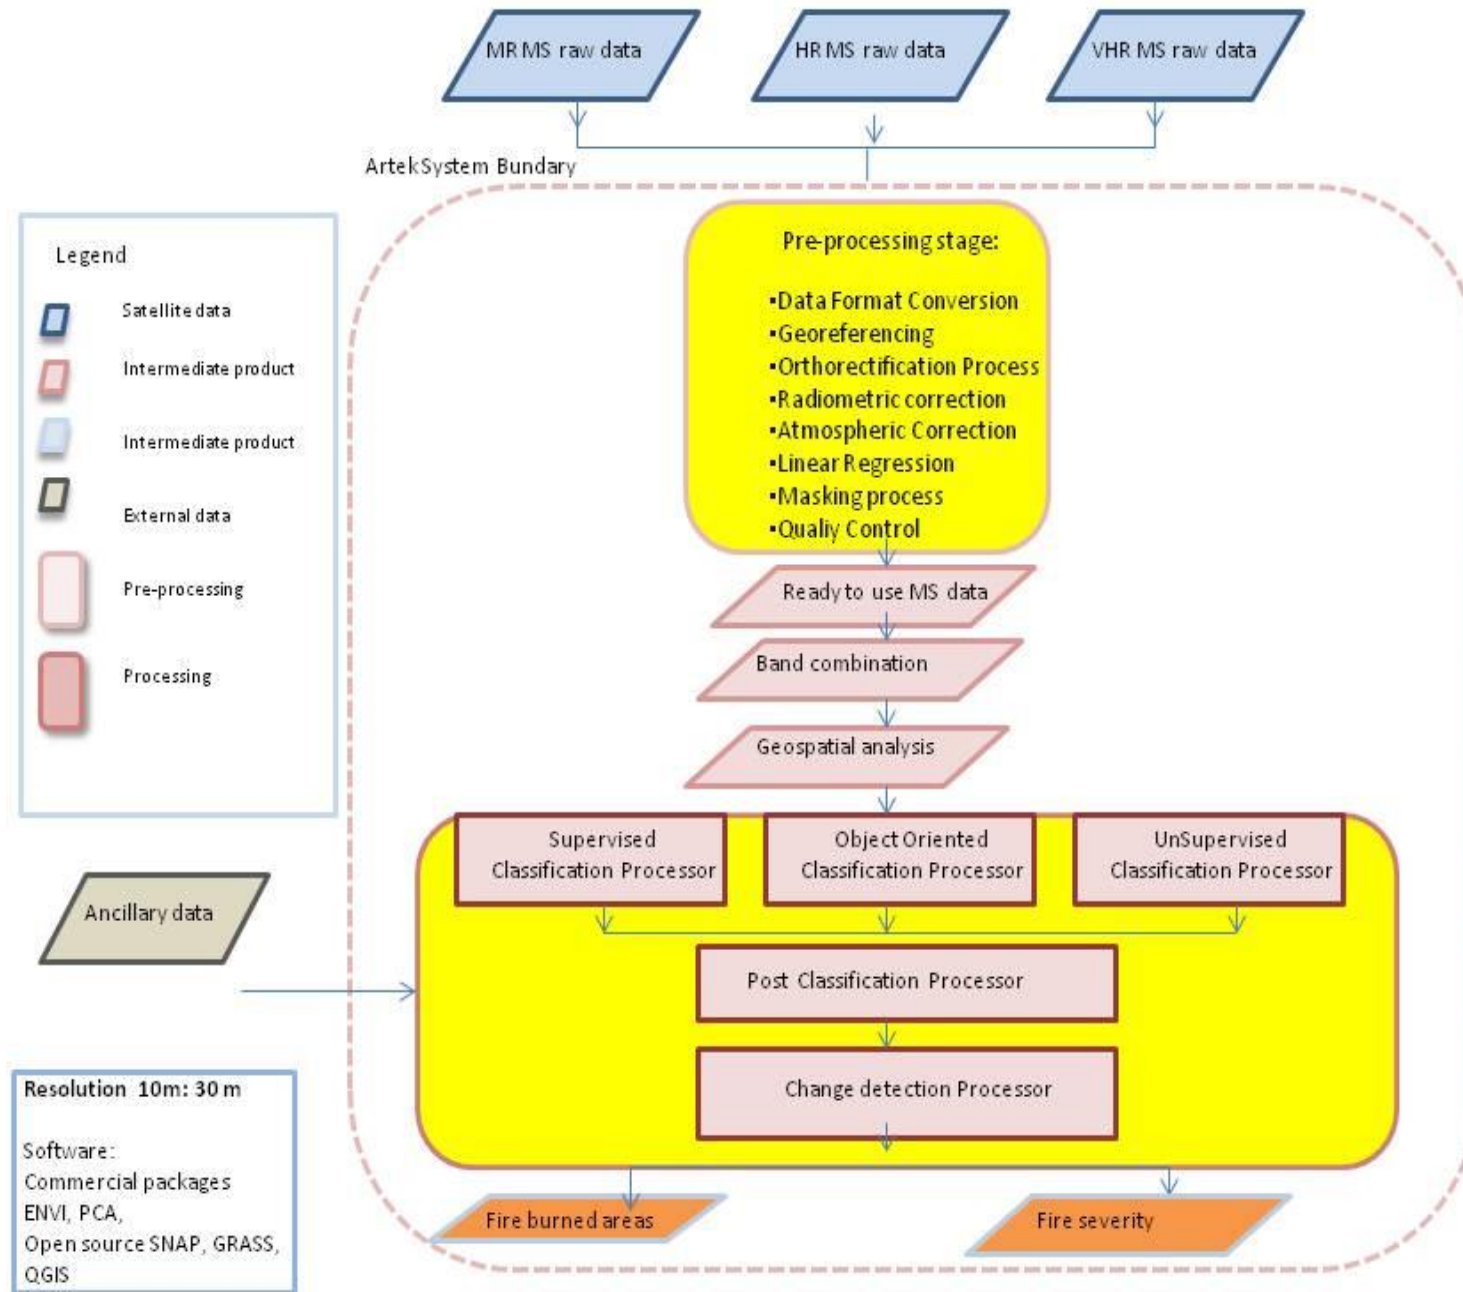 MR MS raw data
HR MS raw data
VHR MS raw data
ArtekSystem Bundary
Legend
Satellite data
Intermediate product
Intermediate product
External data
Pre-processing
Processing
Pre-processing stage:
▪Data Format Conversion
▪Georeferencing
▪Orthorectification Process
▪Radiometric correction
▪Atmospheric Correction
▪Linear Regression
▪Masking process
▪Qualiy Control
Ready to use MS data
Band combination
Geospatial analysis
Supervised
Classification Processor
Object Oriented
Classification Processor
UnSupervised
Classification Processor
Ancillary data
Post Classification Processor
Change detection Processor
Resolution 10m: 30 m
Software:
Commercial packages
ENVI, PCA,
Open source SNAP, GRASS,
QGIS
Fire burned areas
Fire severity